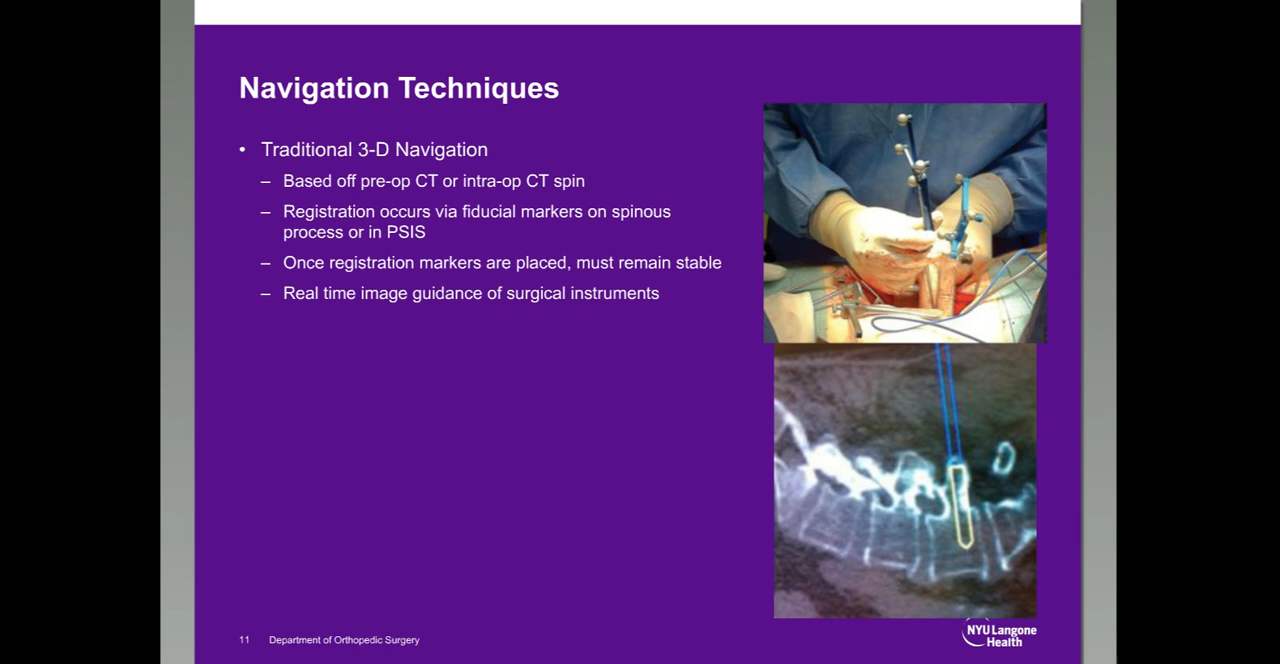 Navigation Techniques
• Traditional 3-D Navigation
– Based off pre-op CT or intra-op CT spin
– Registration occurs via fiducial markers on spinous
process or in PSIS
– Once registration markers are placed, must remain stable
– Real time image guidance of surgical instruments
11 Department of Orthopedic Surgery
NYU Langone
Health